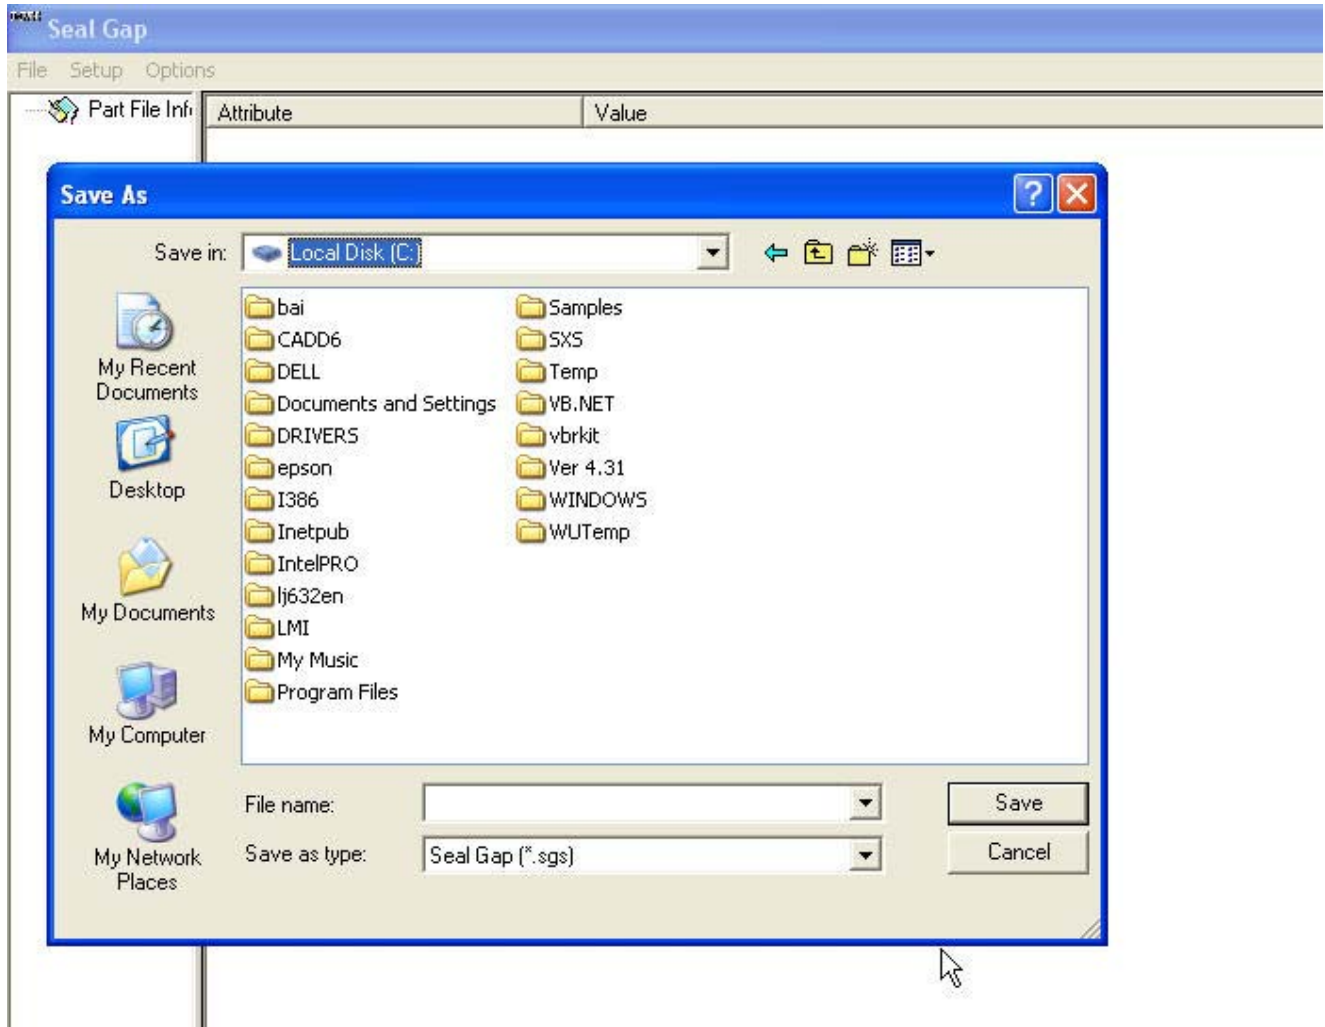 Seal Gap
File Setup Options
Part File Inf
Attribute
Value
Save As
Save in:
Local Disk (C:)
My Recent
Documents
Desktop
My Documents
My Computer
My Network
Places
bai
CADD6
DELL
Documents and Settings
DRIVERS
epson
I386
Inetpub
IntelPRO
lj632en
LMI
My Music
Program Files
Samples
SXS
Temp
VB.NET
vbrkit
Ver 4.31
WINDOWS
WUTemp
File name:
Save
Save as type:
Seal Gap (*.sgs)
Cancel